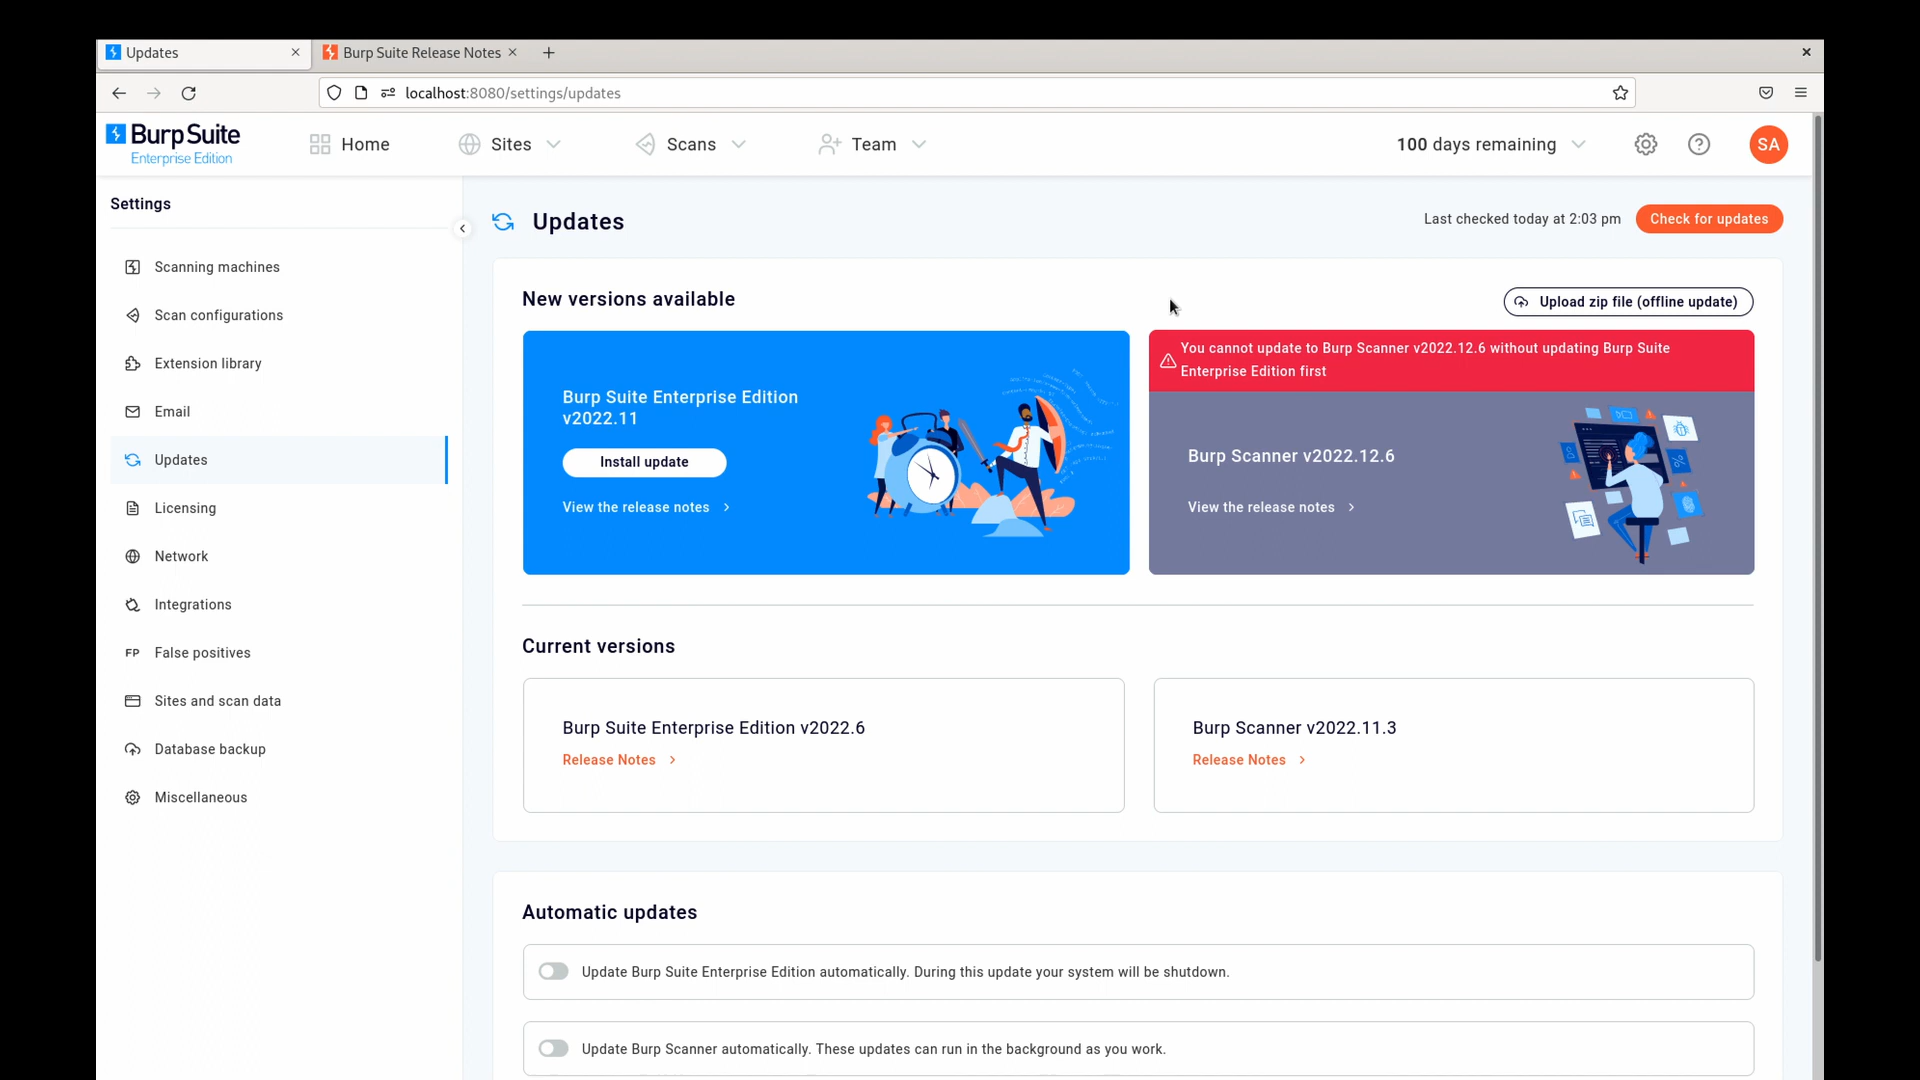 Updates
Burp Suite Release Notes
localhost:8080/settings/updates
Burp Suite
Enterprise Edition
Home
Sites
Scans
Team
100 days remaining
SA
Settings
Scanning machines
Scan configurations
Extension library
Email
Updates
Licensing
Network
Integrations
FP False positives
Sites and scan data
Database backup
Miscellaneous
Updates
Last checked today at 2:03 pm
Check for updates
New versions available
Upload zip file (offline update)
Burp Suite Enterprise Edition
v2022.11
Install update
View the release notes
You cannot update to Burp Scanner v2022.12.6 without updating Burp Suite
Enterprise Edition first
Burp Scanner v2022.12.6
View the release notes
Current versions
Burp Suite Enterprise Edition v2022.6
Release Notes
Burp Scanner v2022.11.3
Release Notes
Automatic updates
Update Burp Suite Enterprise Edition automatically. During this update your system will be shutdown.
Update Burp Scanner automatically. These updates can run in the background as you work.